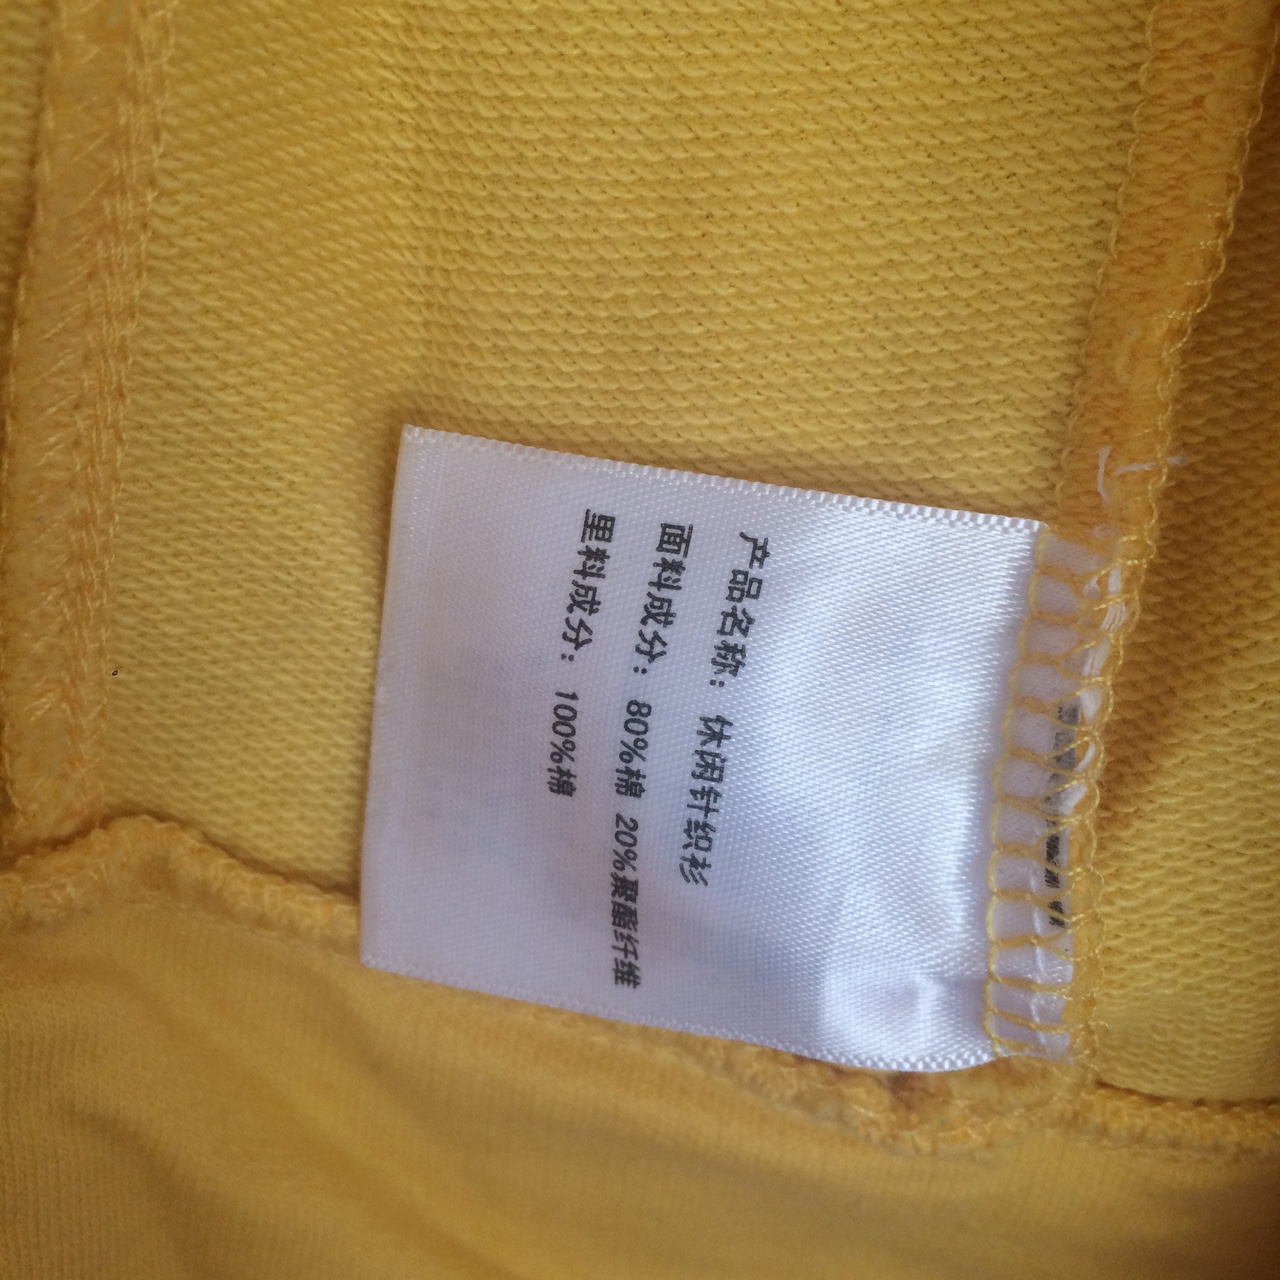 产品名称：休闲针织衫
面料成分：80%棉 20%聚酯纤维
里料成分：100%棉